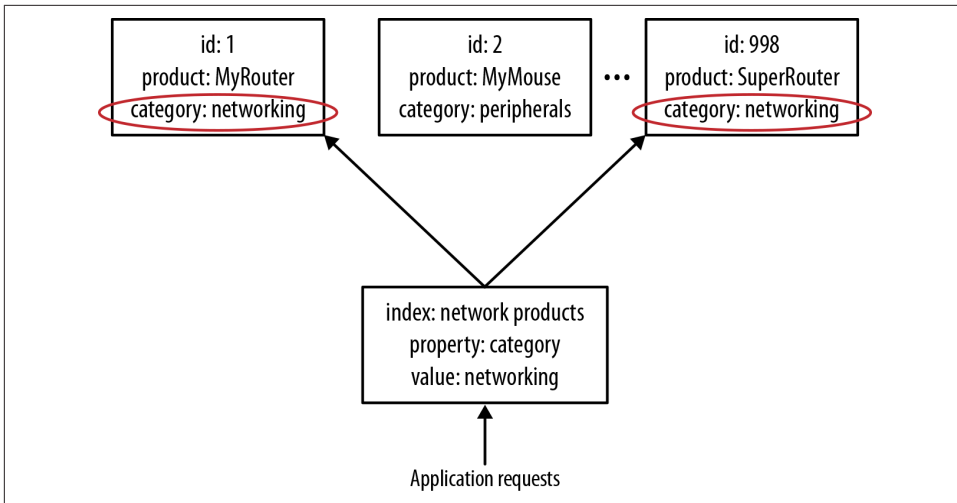 id: 1
product: MyRouter
category: networking
id: 2
product: MyMouse
category: peripherals
...
id: 998
product: SuperRouter
category: networking
index: network products
property: category
value: networking
Application requests